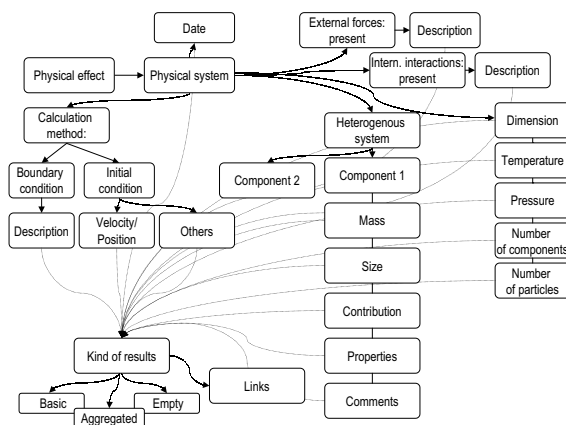 Date
External forces:
present
Description
Physical effect
Physical system
Intern. interactions:
present
Description
Calculation
method:
Heterogenous
system
Dimension
Boundary
condition
Initial
condition
Component 2
Component 1
Temperature
Description
Velocity/
Position
Others
Mass
Pressure
Number
of components
Size
Number
of particles
Contribution
Kind of results
Properties
Links
Basic
Empty
Aggregated
Comments